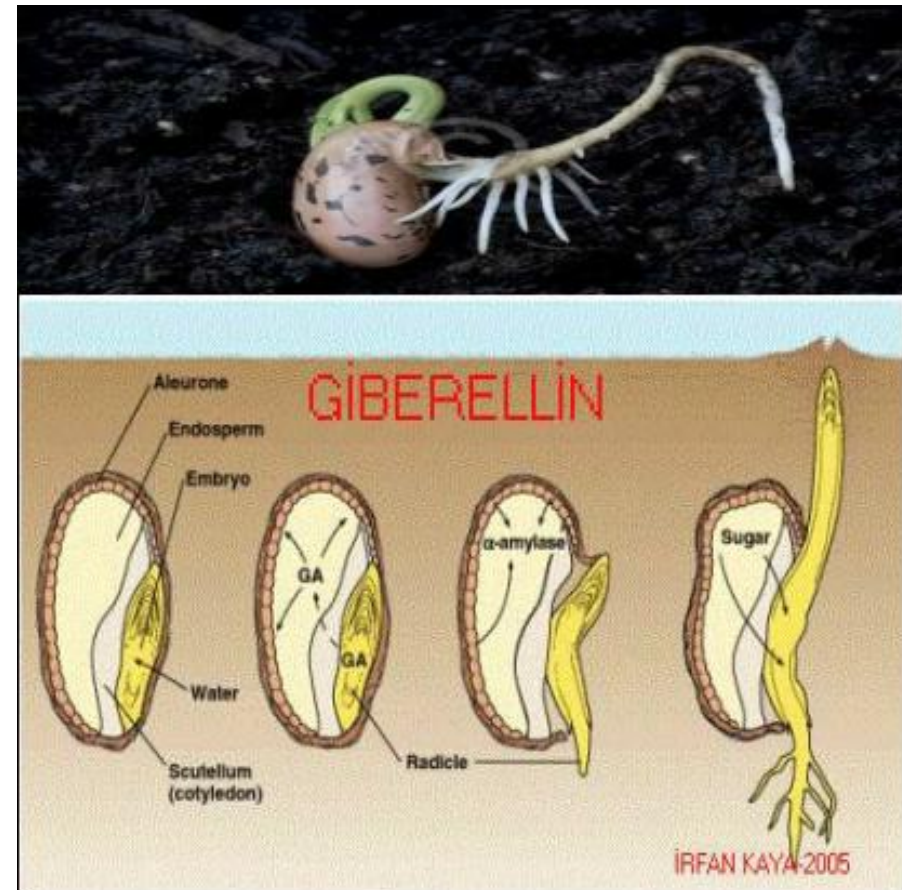 Aleurone
GİBERELLİN
Endosperm
Embryo
GA
α-amylase
Sugar
GA
Water
Radicle
Scutellum
(cotyledon)
İRFAN KAYA-2005